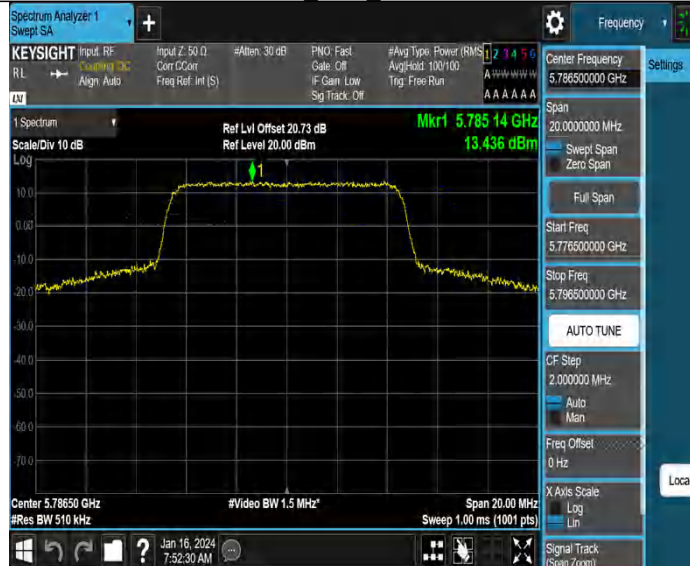 Spectrum Analyzer 1
Swept SA
Frequency
KEYSIGHT
RL
Input: RF
Coupling: DC
Align: Auto
Input Z: 50 Ω
Corr CCorr
Freq Ref: Int (S)
#Atten: 30 dB
PNO: Fast
Gate: Off
IF Gain: Low
Sig Track: Off
#Avg Type: Power (RMS
Avg|Hold: 100/100
Trig: Free Run
1 2 3 4 5 6
A W W W W W
A A A A A A
LXI
1 Spectrum
Scale/Div 10 dB
Ref Lvl Offset 20.73 dB
Ref Level 20.00 dBm
Mkr1 5.785 14 GHz
13.436 dBm
Log
1
10.0
0.00
-10.0
-20.0
-30.0
-40.0
-50.0
-60.0
-70.0
Center 5.78650 GHz
#Res BW 510 kHz
#Video BW 1.5 MHz*
Span 20.00 MHz
Sweep 1.00 ms (1001 pts)
Jan 16, 2024
7:52:30 AM
Center Frequency
5.786500000 GHz
Settings
Span
20.0000000 MHz
Swept Span
Zero Span
Full Span
Start Freq
5.776500000 GHz
Stop Freq
5.796500000 GHz
AUTO TUNE
CF Step
2.000000 MHz
Auto
Man
Freq Offset
0 Hz
X Axis Scale
Log
Lin
Loca
Signal Track
(Span Zoom)